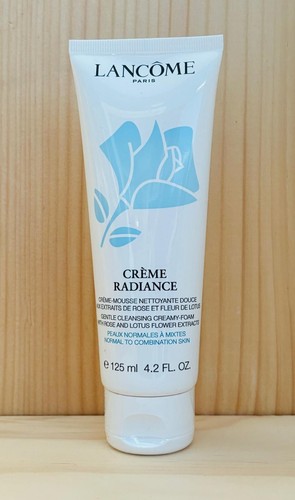 LANCÔME
PARIS
CRÈME
RADIANCE
CRÈME-MOUSSE NETTOYANTE DOUCE
AUX EXTRAITS DE ROSE ET FLEUR DE LOTUS
GENTLE CLEANSING CREAMY-FOAM
WITH ROSE AND LOTUS FLOWER EXTRACTS
PEAUX NORMALES À MIXTES
NORMAL TO COMBINATION SKIN
e 125 ml 4.2 FL. OZ.